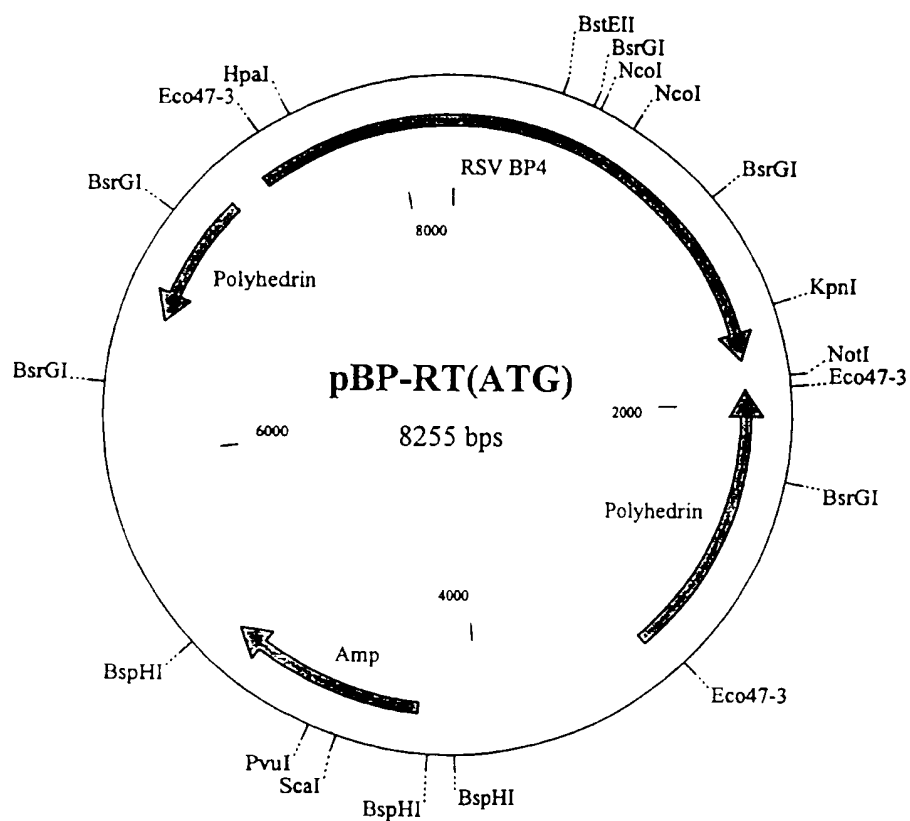 BstEII
BsrGI
NcoI
NcoI
HpaI
Eco47-3
BsrGI
RSV BP4
BsrGI
8000
Polyhedrin
KpnI
BsrGI
pBP-RT(ATG)
NotI
Eco47-3
2000
6000
8255 bps
BsrGI
Polyhedrin
4000
Amp
BspHI
Eco47-3
PvuI
ScaI
BspHI
BspHI